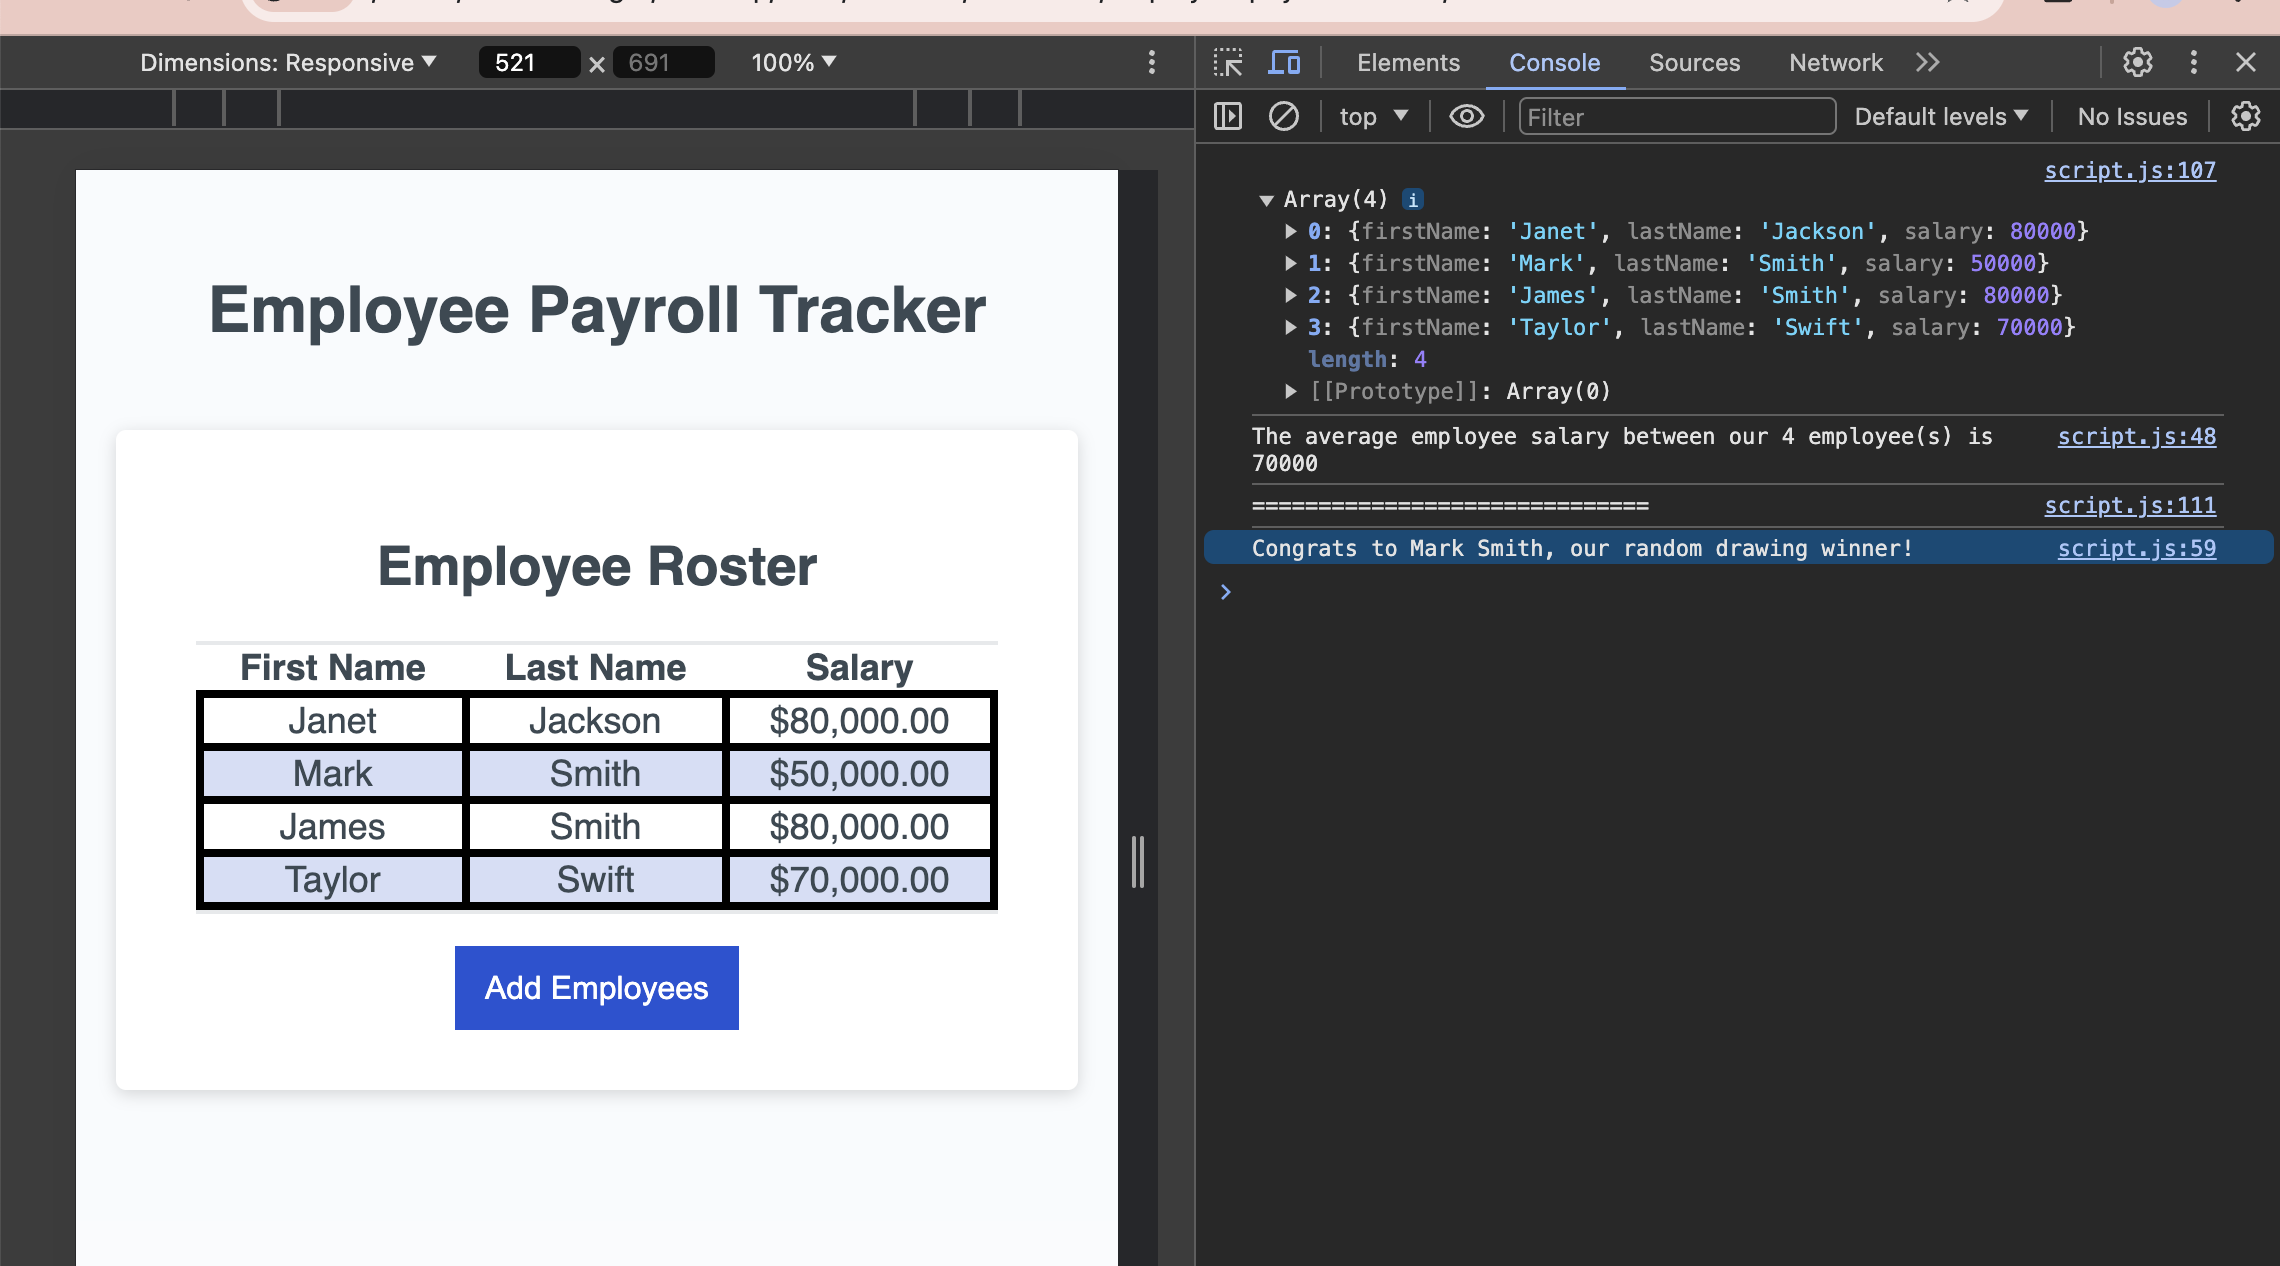 Dimensions: Responsive ▼ 521 × 691 100% ▼
Elements Console Sources Network
top ▼ Filter Default levels ▼ No Issues
Employee Payroll Tracker
Employee Roster
First Name Last Name Salary
Janet Jackson $80,000.00
Mark Smith $50,000.00
James Smith $80,000.00
Taylor Swift $70,000.00
Add Employees
script.js:107
▼ Array(4) i
▶ 0: {firstName: 'Janet', lastName: 'Jackson', salary: 80000}
▶ 1: {firstName: 'Mark', lastName: 'Smith', salary: 50000}
▶ 2: {firstName: 'James', lastName: 'Smith', salary: 80000}
▶ 3: {firstName: 'Taylor', lastName: 'Swift', salary: 70000}
length: 4
▶ [[Prototype]]: Array(0)
The average employee salary between our 4 employee(s) is script.js:48
70000
============================== script.js:111
Congrats to Mark Smith, our random drawing winner! script.js:59